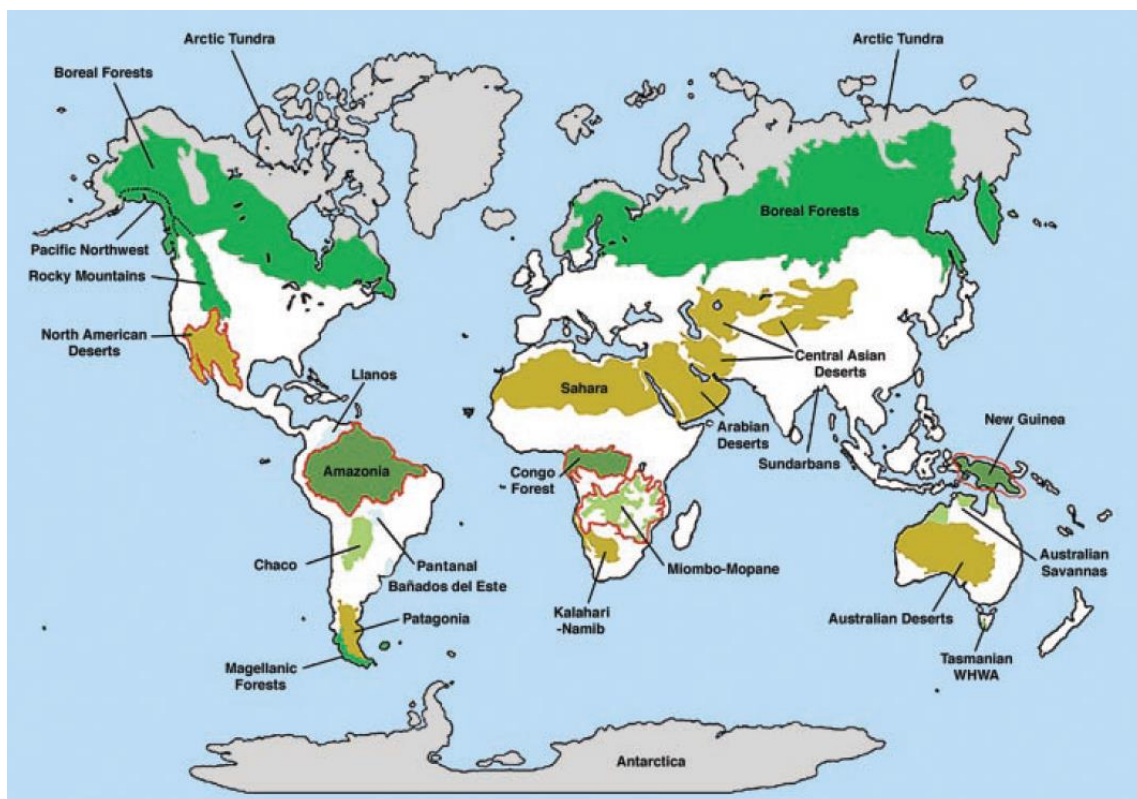 Arctic Tundra
Arctic Tundra
Boreal Forests
Boreal Forests
Pacific Northwest
Rocky Mountains
North American
Deserts
Central Asian
Deserts
Llanos
Sahara
Arabian
Deserts
New Guinea
Sundarbans
Amazonia
Congo
Forest
Chaco
Pantanal
Bañados del Este
Miombo-Mopane
Australian
Savannas
Kalahari
-Namib
Patagonia
Australian Deserts
Magellanic
Forests
Tasmanian
WHWA
Antarctica